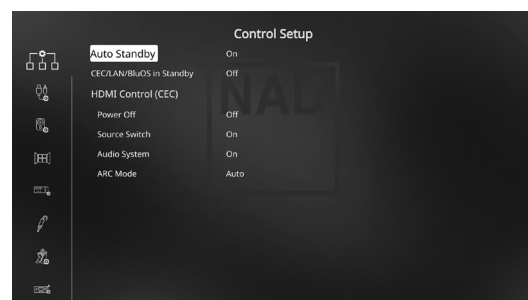 Control Setup
Auto Standby On
CEC/LAN/BluOS in Standby Off
HDMI Control (CEC)
Power Off Off
Source Switch On
Audio System On
ARC Mode Auto
NAD